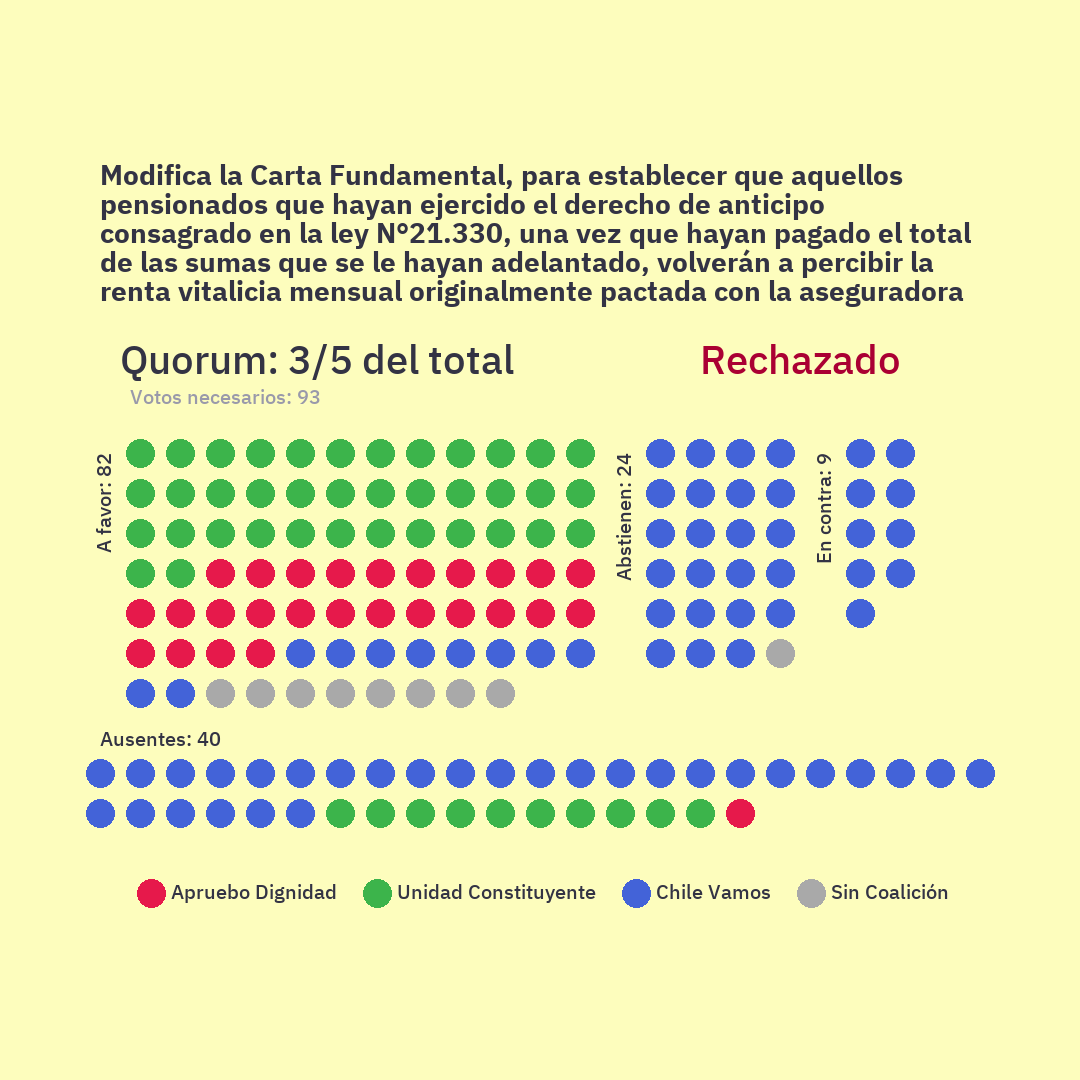 Modifica la Carta Fundamental, para establecer que aquellos
pensionados que hayan ejercido el derecho de anticipo
consagrado en la ley N°21.330, una vez que hayan pagado el total
de las sumas que se le hayan adelantado, volverán a percibir la
renta vitalicia mensual originalmente pactada con la aseguradora
Quorum: 3/5 del total
Rechazado
Votos necesarios: 93
A favor: 82
Abstienen: 24
En contra: 9
Ausentes: 40
Apruebo Dignidad
Unidad Constituyente
Chile Vamos
Sin Coalición